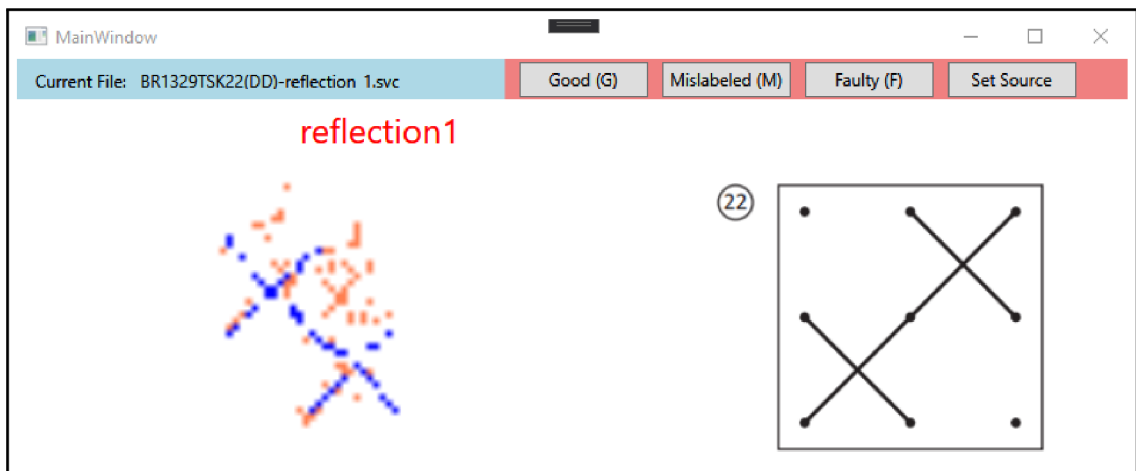 MainWindow
Current File: BR1329TSK22(DD)-reflection 1.svc
Good (G)
Mislabeled (M)
Faulty (F)
Set Source
reflection1
22